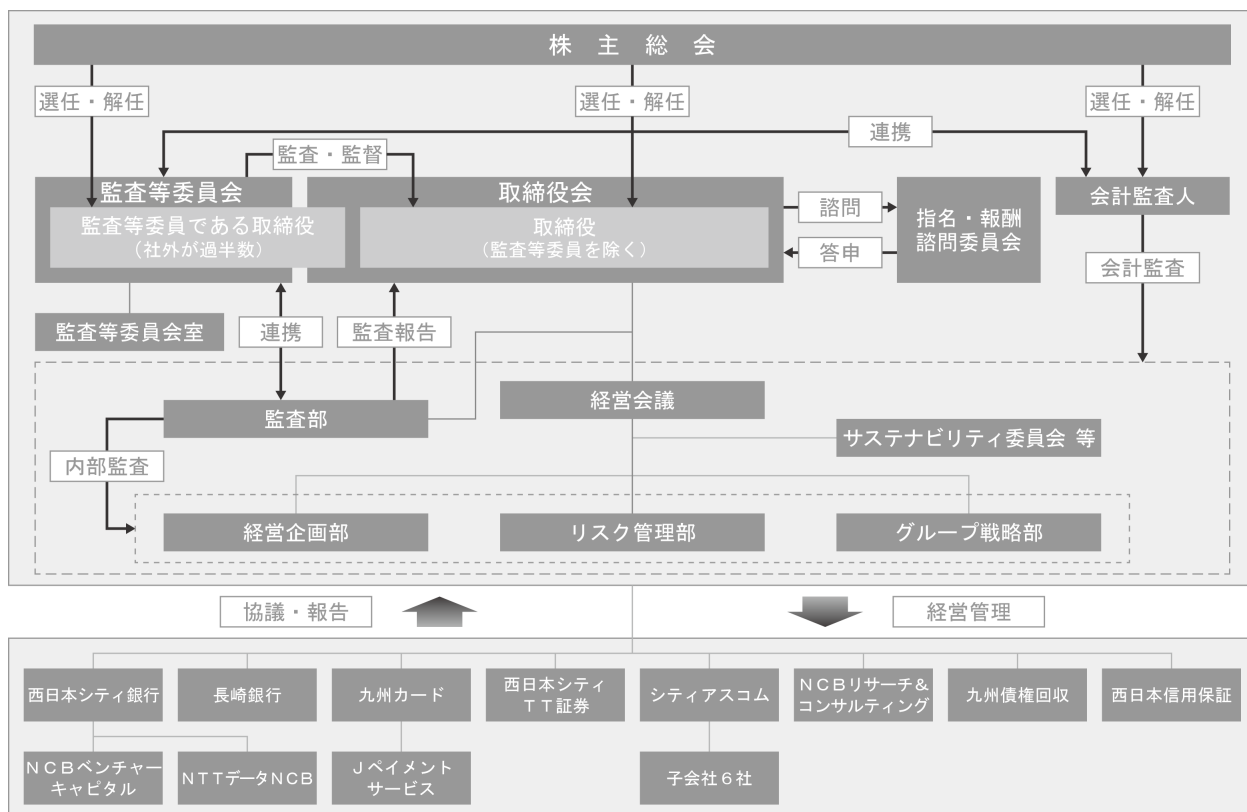 株主総会
選任・解任
選任・解任
選任・解任
連携
監査・監督
監査等委員会
取締役会
会計監査人
監査等委員である取締役
(社外が過半数)
取締役
(監査等委員を除く)
諮問
答申
指名・報酬
諮問委員会
会計監査
監査等委員会室
連携
監査報告
経営会議
監査部
サステナビリティ委員会 等
内部監査
経営企画部
リスク管理部
グループ戦略部
協議・報告
経営管理
西日本シティ銀行
長崎銀行
九州カード
西日本シティ
TT証券
シティアスコム
NCBリサーチ&
コンサルティング
九州債権回収
西日本信用保証
NCBベンチャー
キャピタル
NTTデータNCB
Jペイメント
サービス
子会社6社